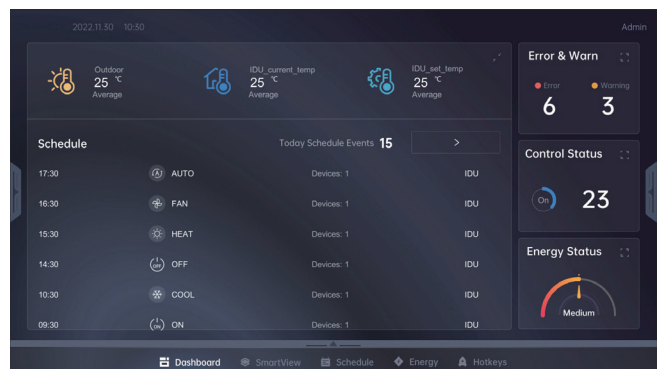 2022.11.30 10:30 Admin
Outdoor
25 ℃
Average
IDU_current_temp
25 ℃
Average
IDU_set_temp
25 ℃
Average
Error & Warn
Error Warning
6 3
Schedule Today Schedule Events 15 >
17:30 AUTO Devices: 1 IDU
16:30 FAN Devices: 1 IDU
15:30 HEAT Devices: 1 IDU
14:30 OFF OFF Devices: 1 IDU
10:30 COOL Devices: 1 IDU
09:30 ON ON Devices: 1 IDU
Control Status
On 23
Energy Status
Medium
Dashboard SmartView Schedule Energy Hotkeys